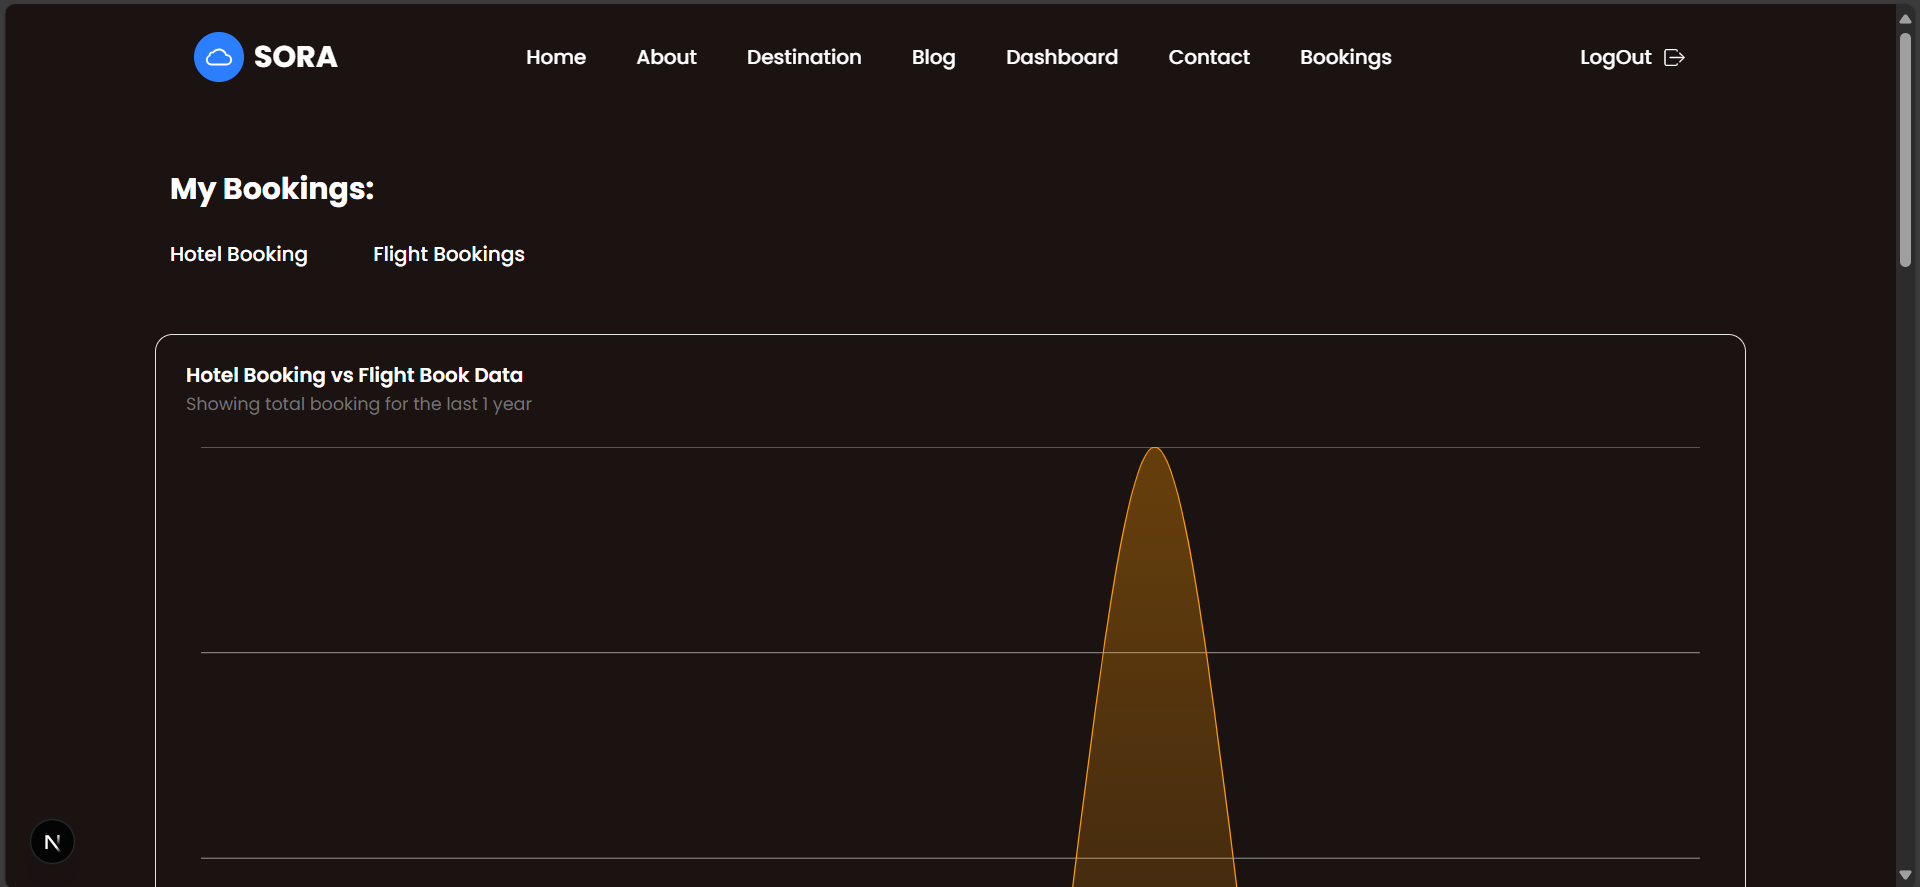 SORA
Home About Destination Blog Dashboard Contact Bookings LogOut
My Bookings:
Hotel Booking Flight Bookings
Hotel Booking vs Flight Book Data
Showing total booking for the last 1 year
N